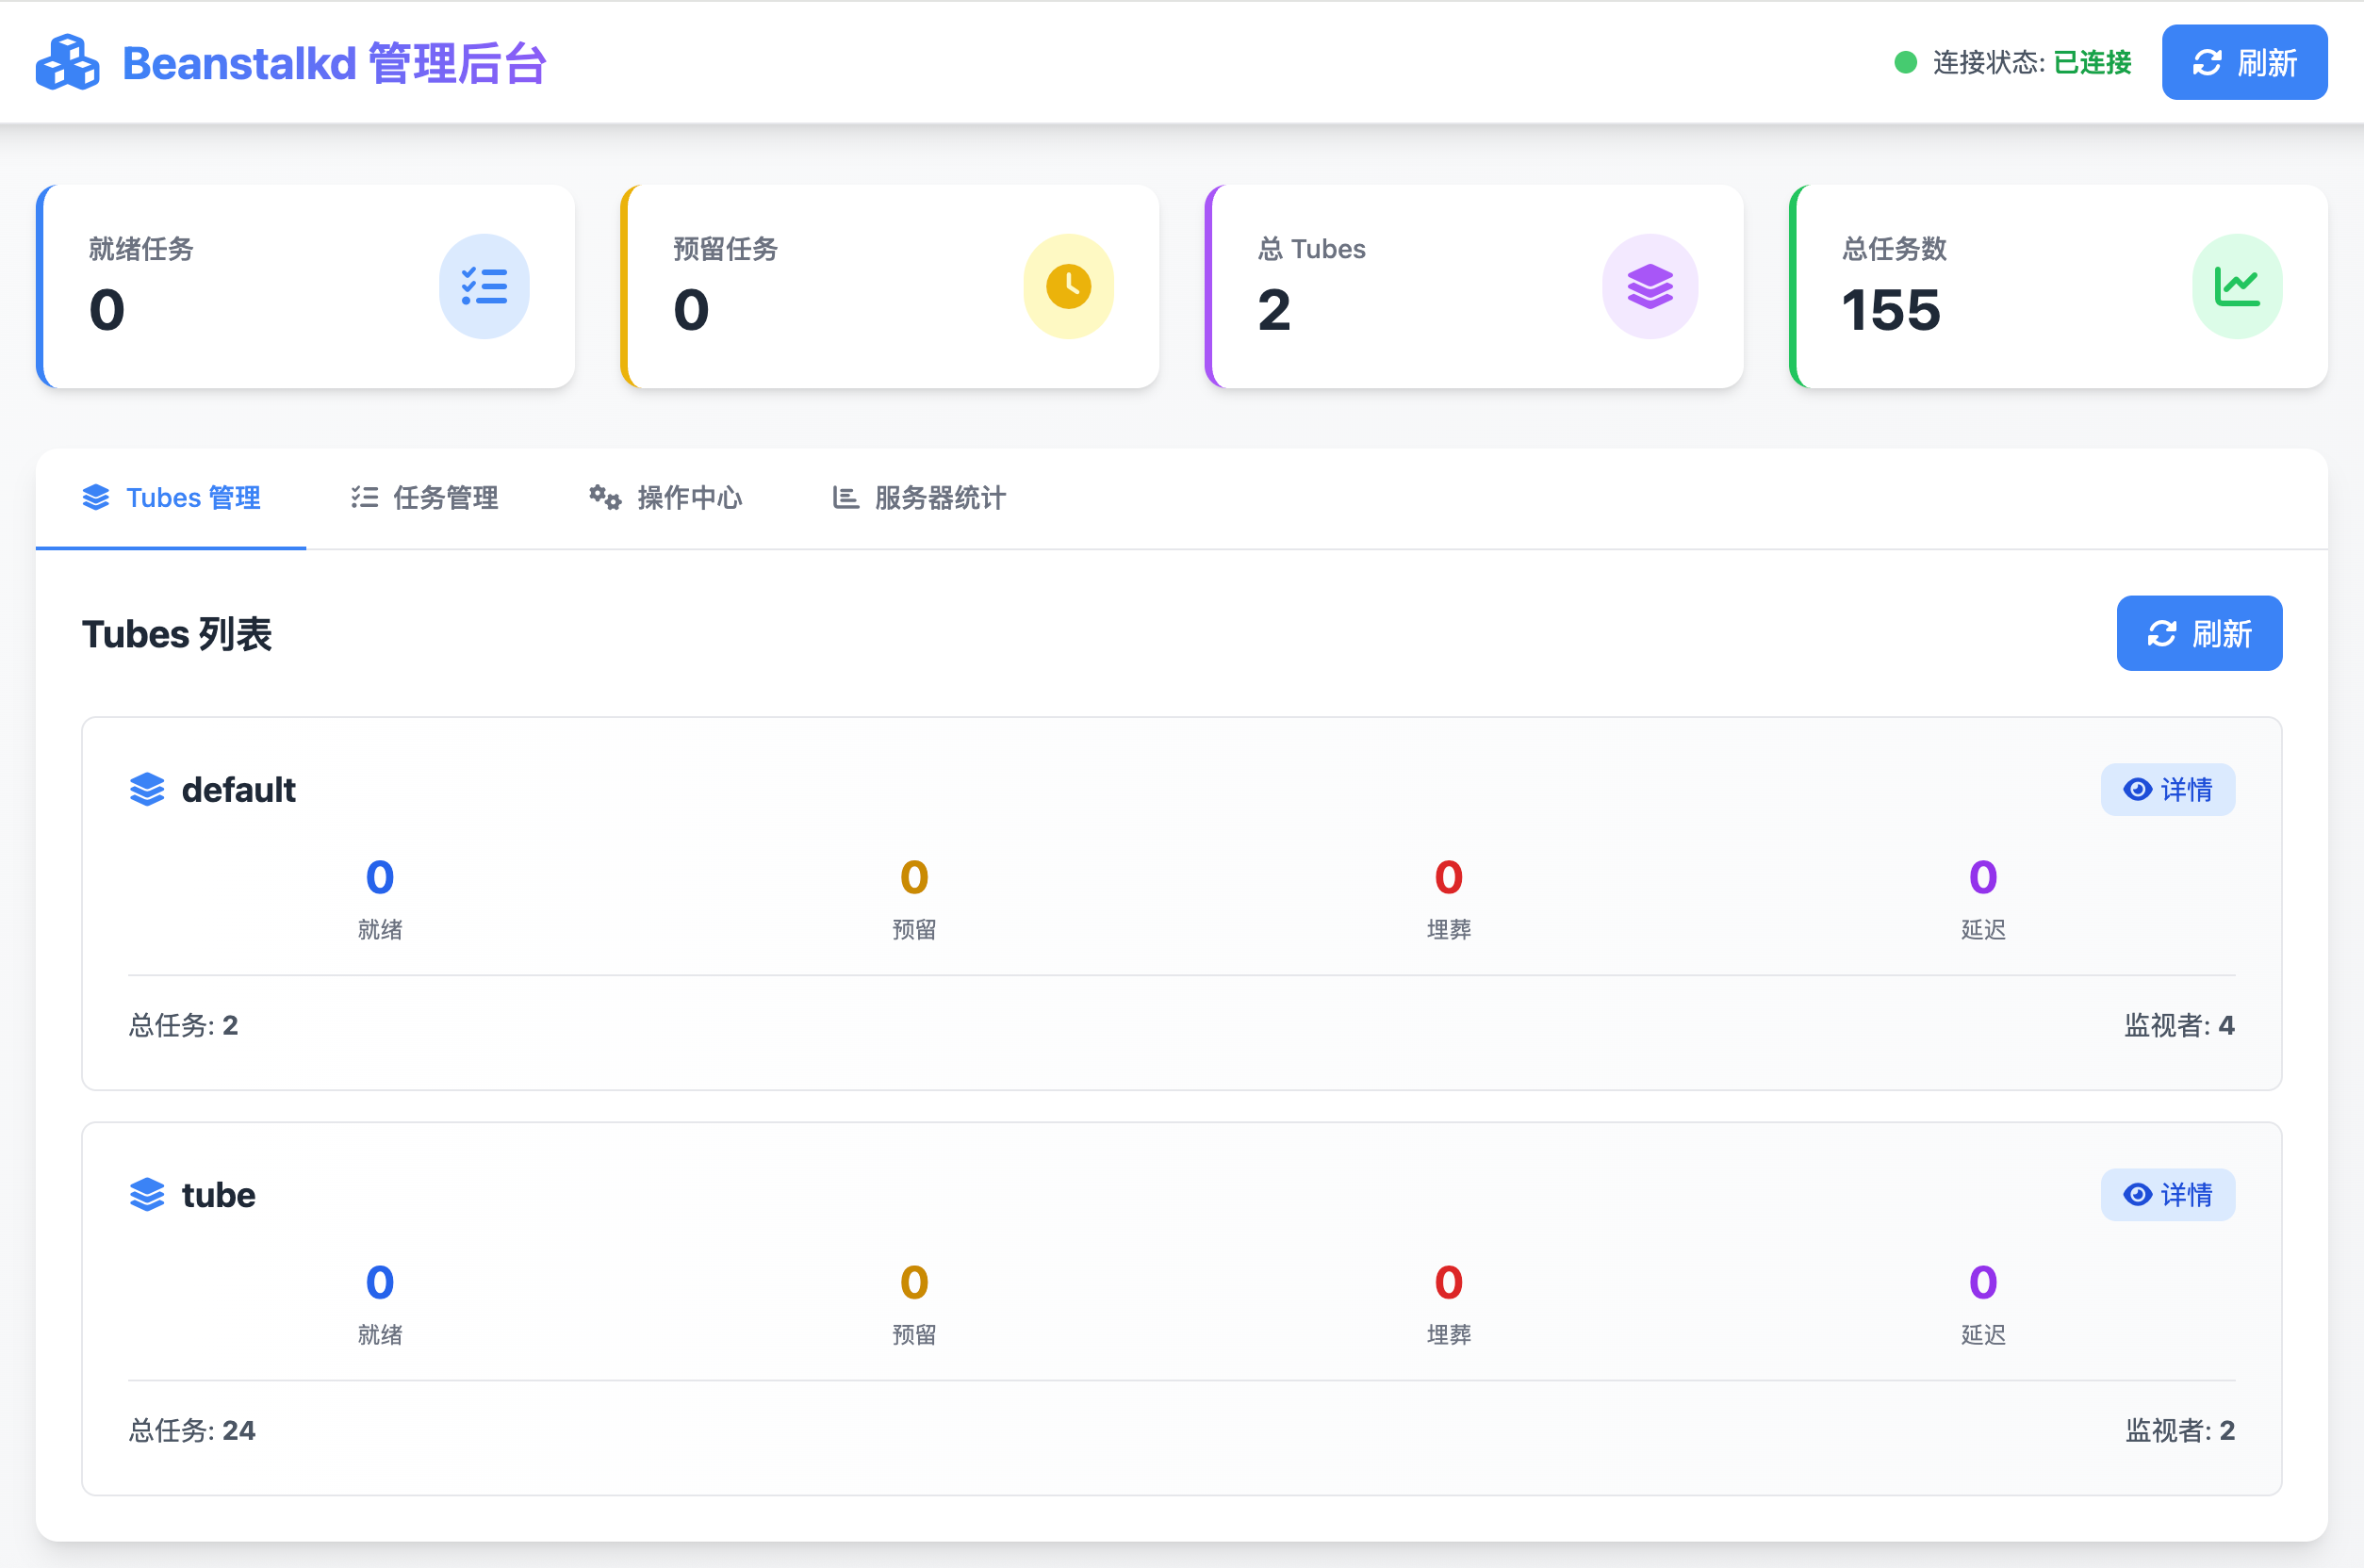 Beanstalkd 管理后台
连接状态: 已连接
刷新
就绪任务
0
预留任务
0
总 Tubes
2
总任务数
155
Tubes 管理
任务管理
操作中心
服务器统计
Tubes 列表
刷新
default
详情
0
就绪
0
预留
0
埋葬
0
延迟
总任务: 2
监视者: 4
tube
详情
0
就绪
0
预留
0
埋葬
0
延迟
总任务: 24
监视者: 2